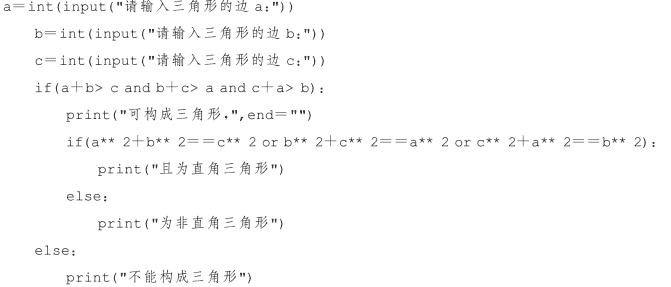 a＝int(input("请输入三角形的边a:"))
b＝int(input("请输入三角形的边b:"))
c＝int(input("请输入三角形的边c:"))
if(a＋b> c and b＋c> a and c＋a> b):
print("可构成三角形,",end＝"")
if(a** 2＋b** 2＝＝c** 2 or b** 2＋c** 2＝＝a** 2 or c** 2＋a** 2＝＝b** 2):
print("且为直角三角形")
else:
print("为非直角三角形")
else:
print("不能构成三角形")